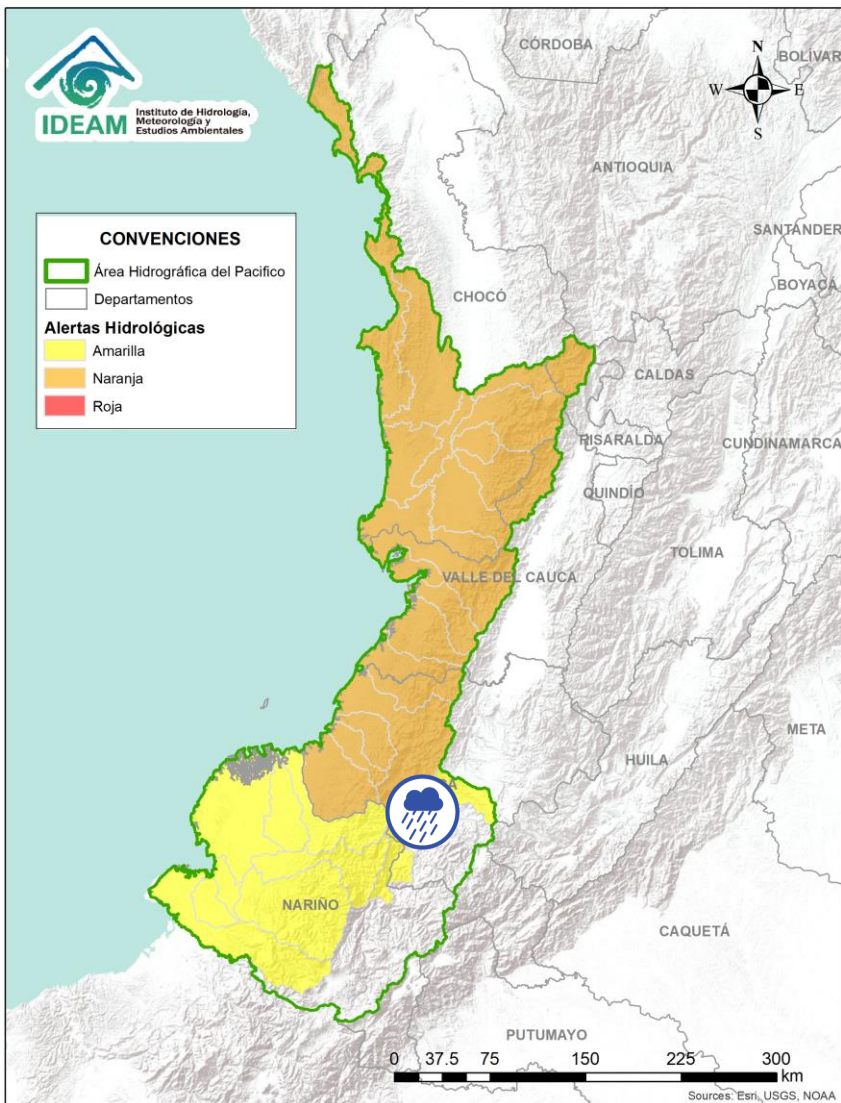 IDEAM
Instituto de Hidrología,
Meteorología y
Estudios Ambientales
CONVENCIONES
Área Hidrográfica del Pacifico
Departamentos
Alertas Hidrológicas
Amarilla
Naranja
Roja
N
W
E
S
CÓRDOBA
BOLÍVAR
ANTIOQUIA
SANTANDER
BOYACÁ
CHOCÓ
CALDAS
RISARALDA
CUNDINAMARCA
QUINDÍO
TOLIMA
VALLE DEL CAUCA
META
HUILA
NARIÑO
CAQUETÁ
PUTUMAYO
0 37.5 75 150 225 300
km
Sources: Esri, USGS, NOAA